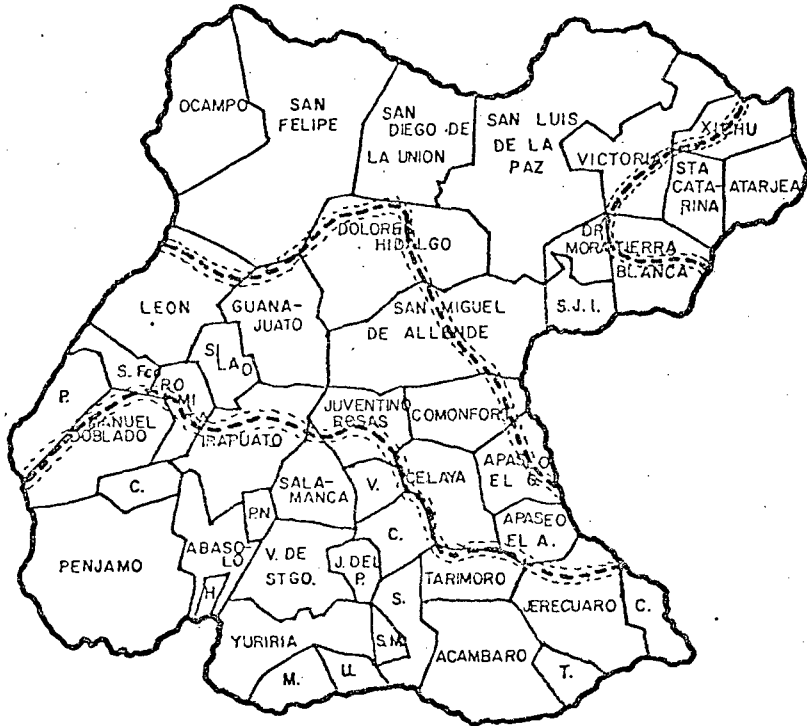 OCAMPO
SAN
FELIPE
SAN
DIEGO DE
LA UNION
SAN LUIS
DE LA
PAZ
VICTORIA
XICHU
STA
CATA-
RINA
ATARJEA
DOLORES
HIDALGO
DR
MORA
TIERRA
BLANCA
S.J.I.
LEON
GUANA-
JUATO
SAN MIGUEL
DE ALLENDE
SILAO
S. Fco
RO
MI
P.
MANUEL
DOBLADO
IRAPUATO
JUVENTINO
ROSAS
COMONFORT
C.
SALA-
MANCA
V.
CELAYA
APASEO
EL G.
P.N
APASEO
EL A.
PENJAMO
ABASO-
LO
V. DE
STGO.
J. DEL
P.
C.
TARIMORO
H.
S.
JERECUARO
C.
YURIRIA
S.M.
ACAMBARO
M.
U.
T.